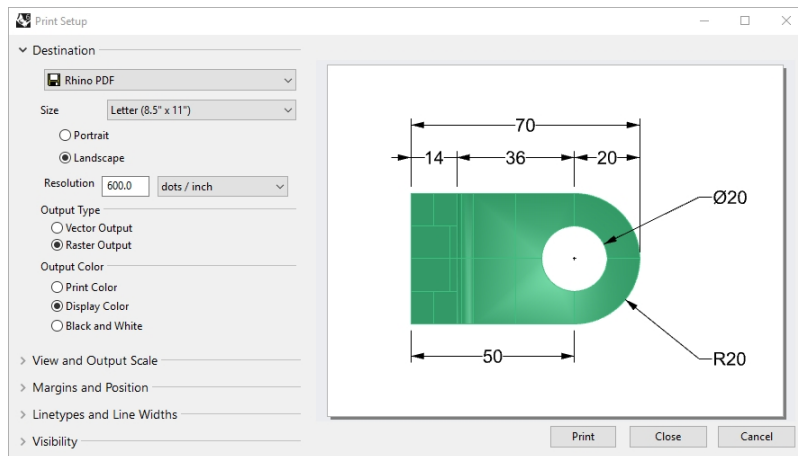 Print Setup
Destination
Rhino PDF
Size Letter (8.5" x 11")
Portrait
Landscape
Resolution 600.0 dots / inch
Output Type
Vector Output
Raster Output
Output Color
Print Color
Display Color
Black and White
View and Output Scale
Margins and Position
Linetypes and Line Widths
Visibility
70
14 36 20
Ø20
50
R20
Print Close Cancel